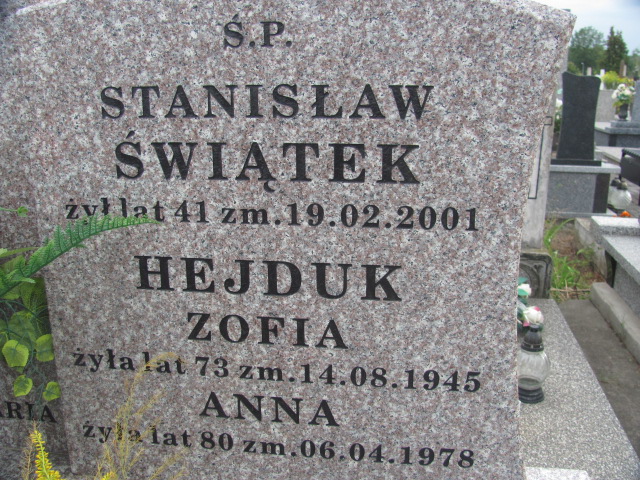 Ś.P.
STANISŁAW
ŚWIĄTEK
żył lat 41 zm.19.02.2001
HEJDUK
ZOFIĄ
żyła lat 73 zm.14.08.1945
ANNA
żyła lat 80 zm.06.04.1978